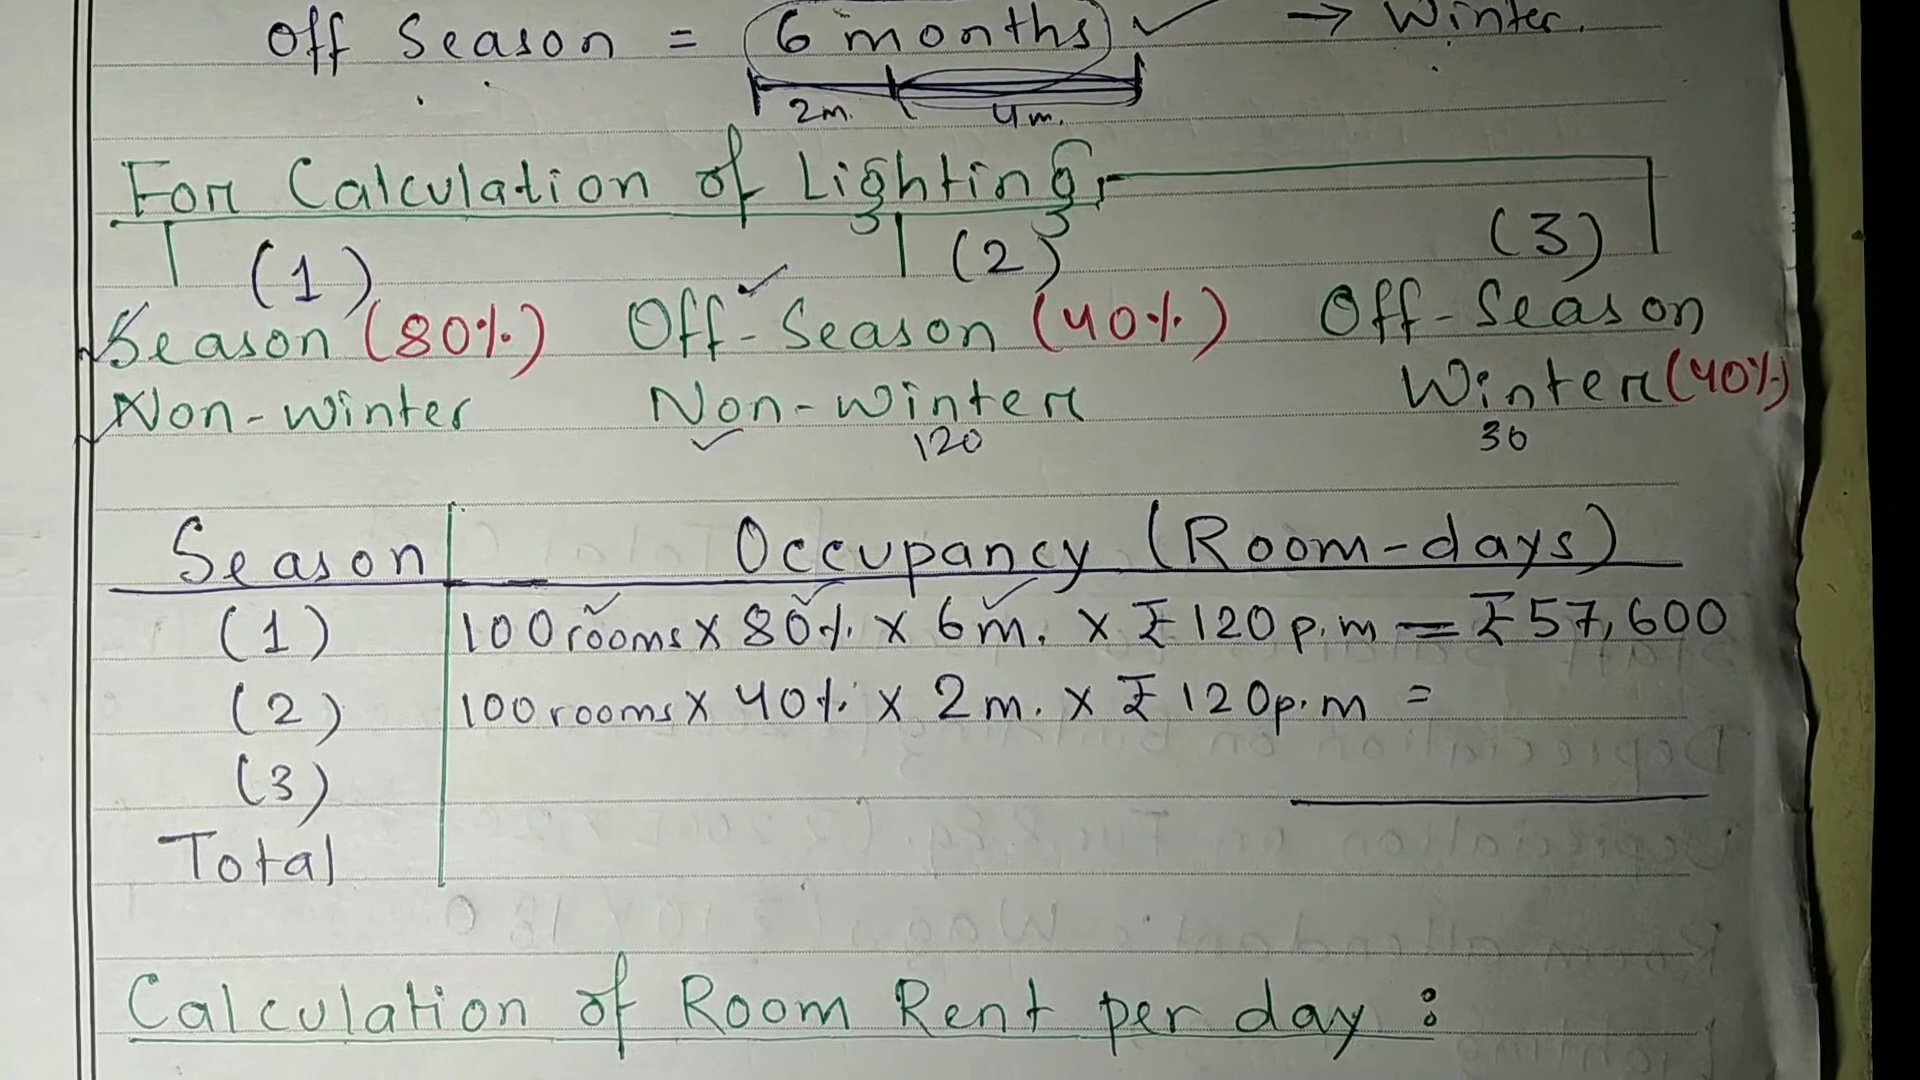 Off Season = 6 months → Winter.
2m. 4m.
For Calculation of Lighting
(1) (2) (3)
Season (80%) Off-Season (40%) Off-Season
Non-winter Non-winter Winter (40%)
120 30
Season Occupancy (Room-days)
(1) 100 rooms x 80% x 6m. x ₹120 p.m = ₹57,600
(2) 100 rooms x 40% x 2m. x ₹120p.m =
(3)
Total
Calculation of Room Rent per day :